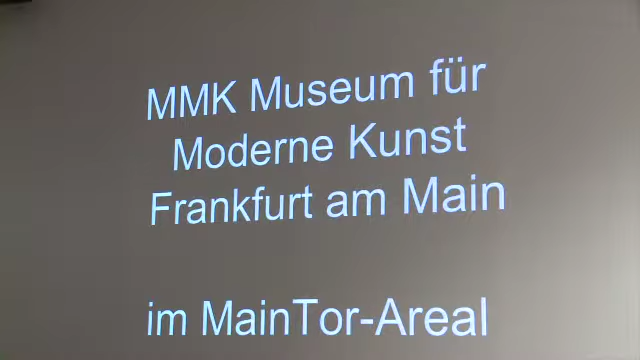 MMK Museum für
Moderne Kunst
Frankfurt am Main
im MainTor-Areal